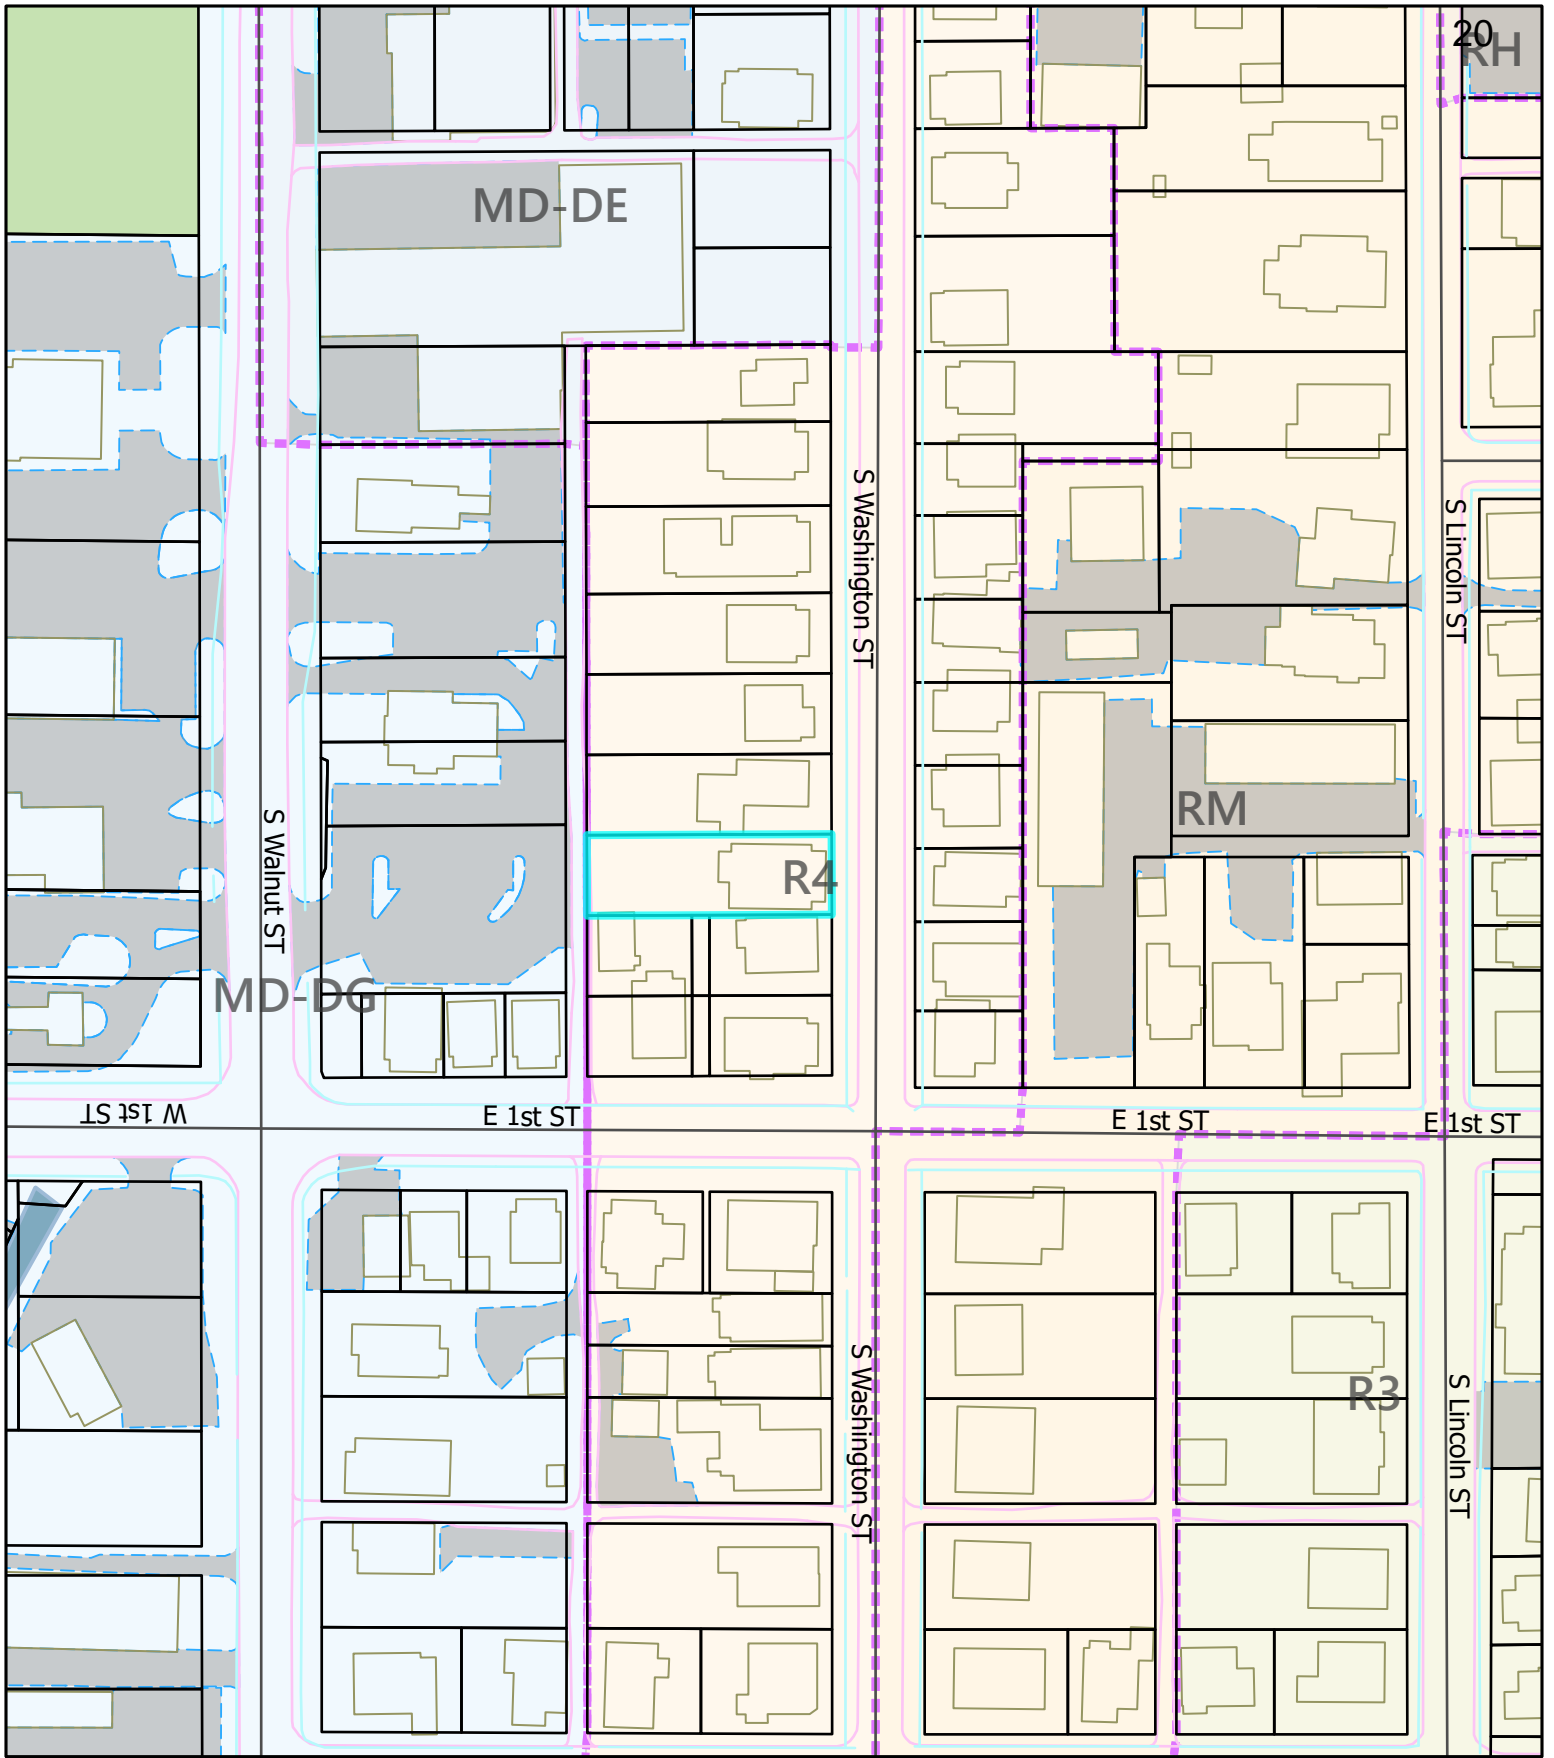 20
RH
MD-DE
S Washington ST
S Lincoln ST
RM
S Walnut ST
R4
MD-DG
W 1st ST
E 1st ST
E 1st ST
E 1st ST
S Washington ST
R3
S Lincoln ST